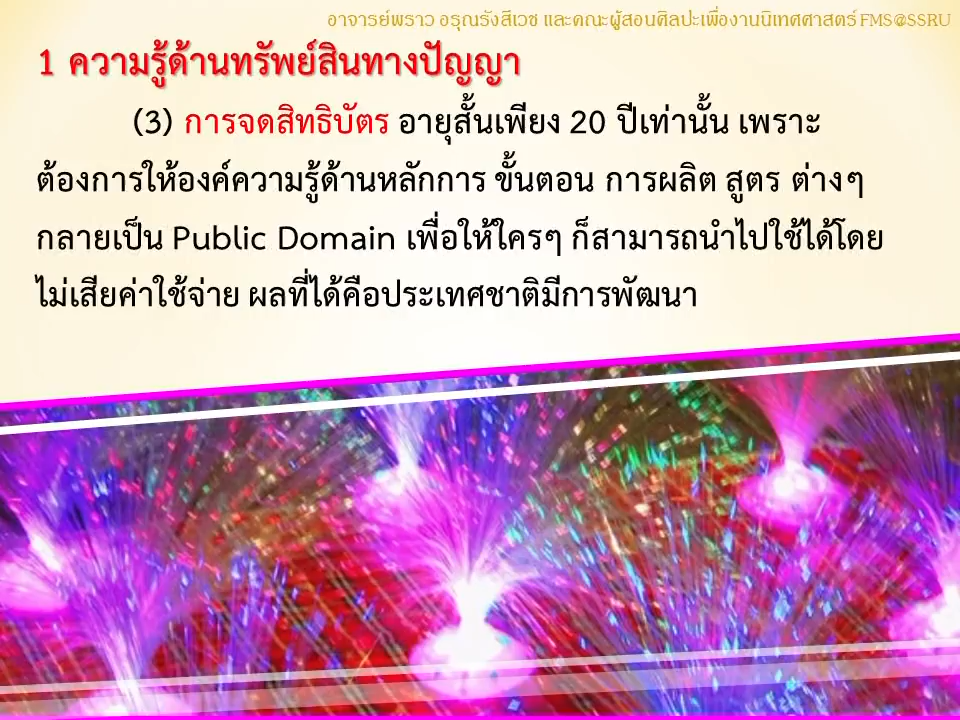 อาจารย์พราว อรุณรังสีเวช และคณะผู้สอนศิลปะเพื่องานนิเทศศาสตร์ FMS@SSRU
1 ความรู้ด้านทรัพย์สินทางปัญญา
(3) การจดสิทธิบัตร อายุสั้นเพียง 20 ปีเท่านั้น เพราะ
ต้องการให้องค์ความรู้ด้านหลักการ ขั้นตอน การผลิต สูตร ต่างๆ
กลายเป็น Public Domain เพื่อให้ใครๆ ก็สามารถนำไปใช้ได้โดย
ไม่เสียค่าใช้จ่าย ผลที่ได้คือประเทศชาติมีการพัฒนา